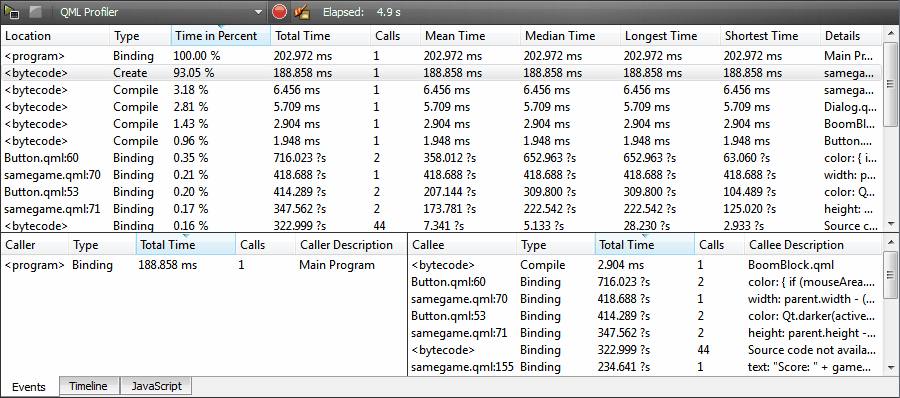 QML Profiler Elapsed: 4.9 s
Location Type Time in Percent Total Time Calls Mean Time Median Time Longest Time Shortest Time Details
<program> Binding 100.00 % 202.972 ms 1 202.972 ms 202.972 ms 202.972 ms 202.972 ms Main Pr...
<bytecode> Create 93.05 % 188.858 ms 1 188.858 ms 188.858 ms 188.858 ms 188.858 ms samega...
<bytecode> Compile 3.18 % 6.456 ms 1 6.456 ms 6.456 ms 6.456 ms 6.456 ms samega...
<bytecode> Compile 2.81 % 5.709 ms 1 5.709 ms 5.709 ms 5.709 ms 5.709 ms Dialog.q...
<bytecode> Compile 1.43 % 2.904 ms 1 2.904 ms 2.904 ms 2.904 ms 2.904 ms BoomBl...
<bytecode> Compile 0.96 % 1.948 ms 1 1.948 ms 1.948 ms 1.948 ms 1.948 ms Button....
Button.qml:60 Binding 0.35 % 716.023 ?s 2 358.012 ?s 652.963 ?s 652.963 ?s 63.060 ?s color: { i...
samegame.qml:70 Binding 0.21 % 418.688 ?s 1 418.688 ?s 418.688 ?s 418.688 ?s 418.688 ?s width: p...
Button.qml:53 Binding 0.20 % 414.289 ?s 2 207.144 ?s 309.800 ?s 309.800 ?s 104.489 ?s color: Q...
samegame.qml:71 Binding 0.17 % 347.562 ?s 2 173.781 ?s 222.542 ?s 222.542 ?s 125.020 ?s height: ...
<bytecode> Binding 0.16 % 322.999 ?s 44 7.341 ?s 5.133 ?s 28.230 ?s 2.933 ?s Source c...
Caller Type Total Time Calls Caller Description
<program> Binding 188.858 ms 1 Main Program
Callee Type Total Time Calls Callee Description
<bytecode> Compile 2.904 ms 1 BoomBlock.qml
Button.qml:60 Binding 716.023 ?s 2 color: { if (mouseArea....
samegame.qml:70 Binding 418.688 ?s 1 width: parent.width - (...
Button.qml:53 Binding 414.289 ?s 2 color: Qt.darker(active...
samegame.qml:71 Binding 347.562 ?s 2 height: parent.height -...
<bytecode> Binding 322.999 ?s 44 Source code not availa...
samegame.qml:155 Binding 234.641 ?s 1 text: "Score: " + game...
Events Timeline JavaScript